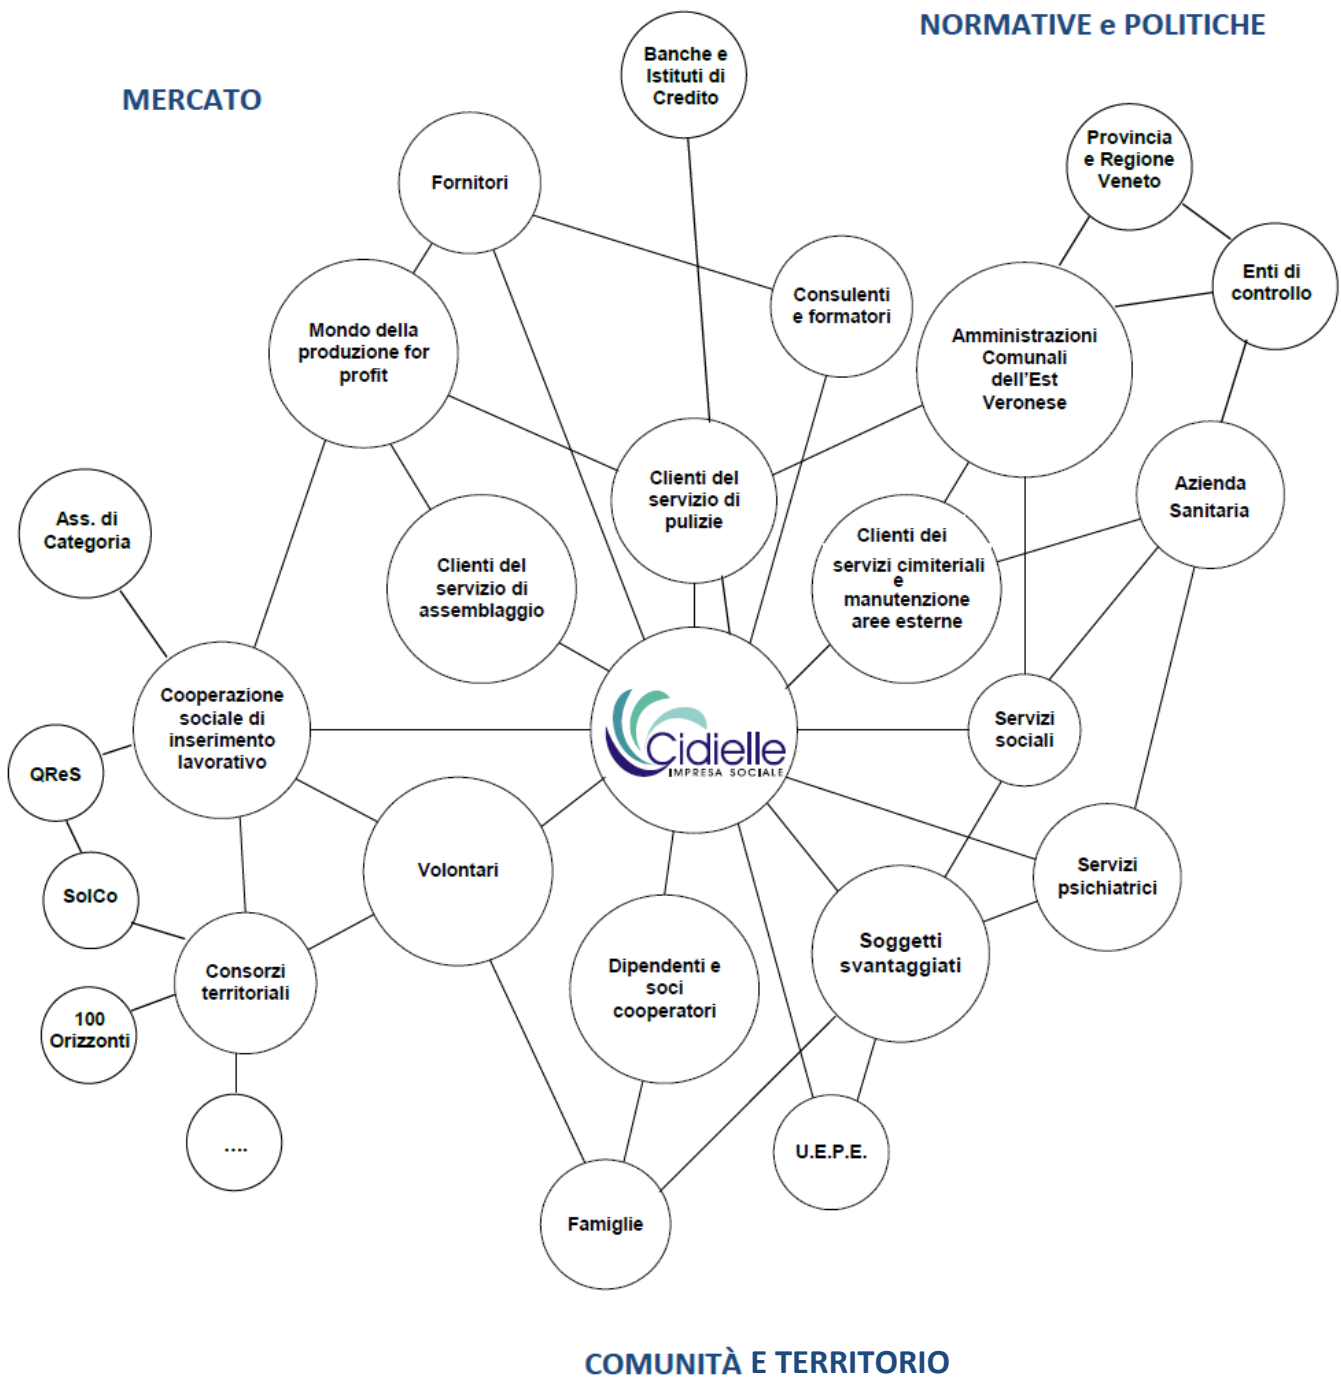 NORMATIVE e POLITICHE
MERCATO
Banche e
Istituti di
Credito
Provincia
e Regione
Veneto
Fornitori
Enti di
controllo
Consulenti
e formatori
Mondo della
produzione for
profit
Amministrazioni
Comunali
dell'Est
Veronese
Clienti del
servizio di
pulizie
Azienda
Sanitaria
Ass. di
Categoria
Clienti del
servizio di
assemblaggio
Clienti dei
servizi cimiteriali
e
manutenzione
aree esterne
Cooperazione
sociale di
inserimento
lavorativo
Cidielle
IMPRESA SOCIALE
Servizi
sociali
QReS
Volontari
Servizi
psichiatrici
SolCo
Soggetti
svantaggiati
Consorzi
territoriali
Dipendenti e
soci
cooperatori
100
Orizzonti
....
U.E.P.E.
Famiglie
COMUNITÀ E TERRITORIO